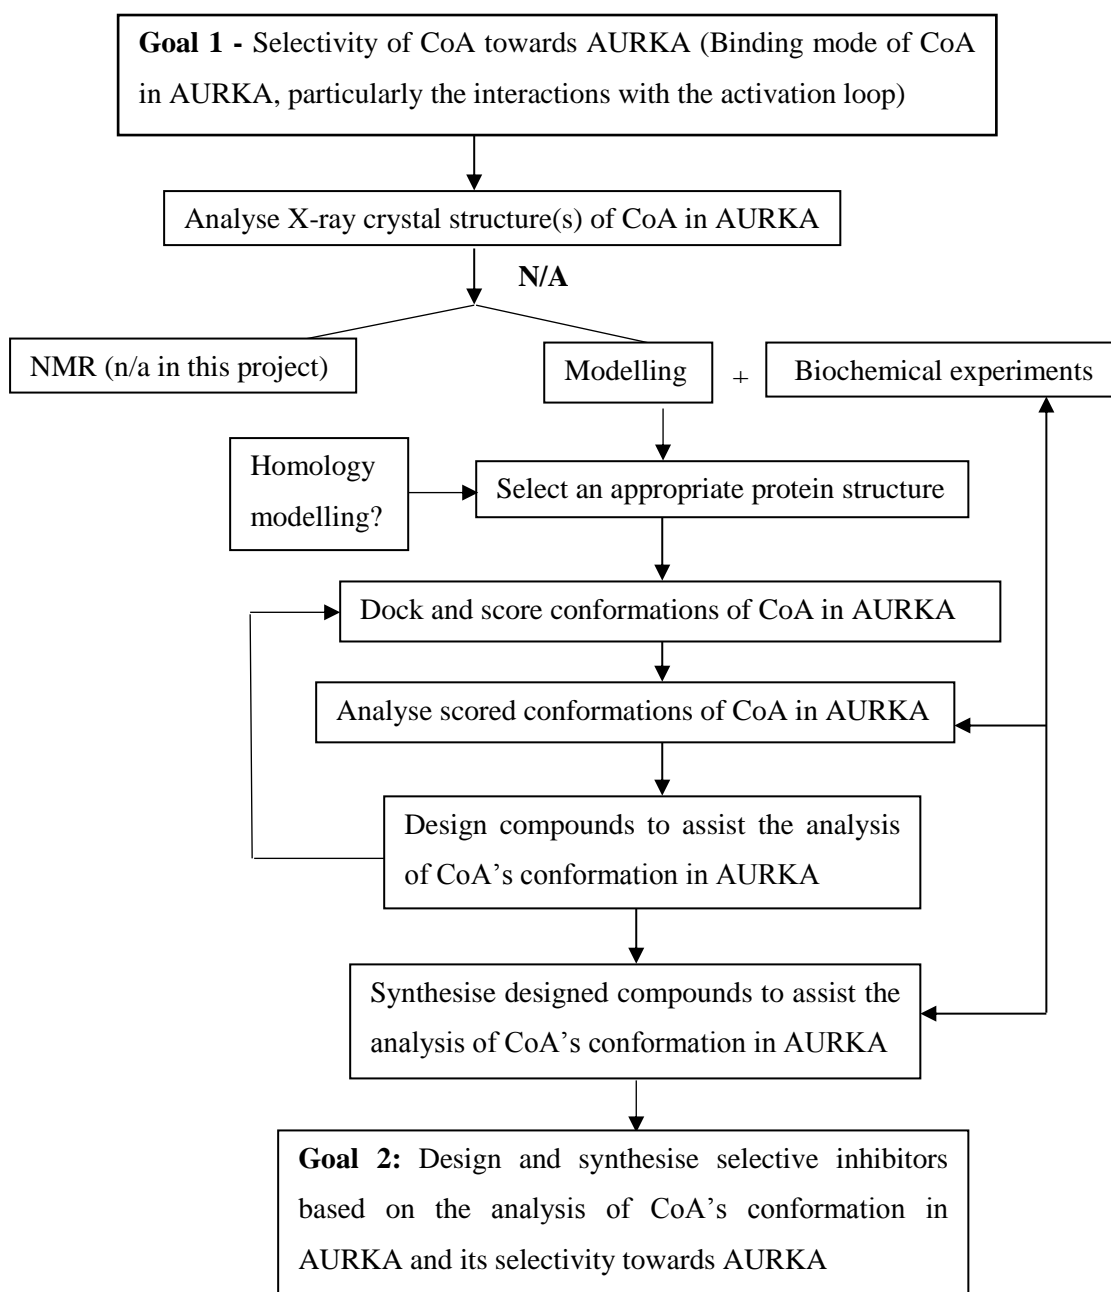 Goal 1 - Selectivity of CoA towards AURKA (Binding mode of CoA
in AURKA, particularly the interactions with the activation loop)
Analyse X-ray crystal structure(s) of CoA in AURKA
N/A
NMR (n/a in this project)
Modelling
+
Biochemical experiments
Homology
modelling?
Select an appropriate protein structure
Dock and score conformations of CoA in AURKA
Analyse scored conformations of CoA in AURKA
Design compounds to assist the analysis
of CoA’s conformation in AURKA
Synthesise designed compounds to assist the
analysis of CoA’s conformation in AURKA
Goal 2: Design and synthesise selective inhibitors
based on the analysis of CoA’s conformation in
AURKA and its selectivity towards AURKA